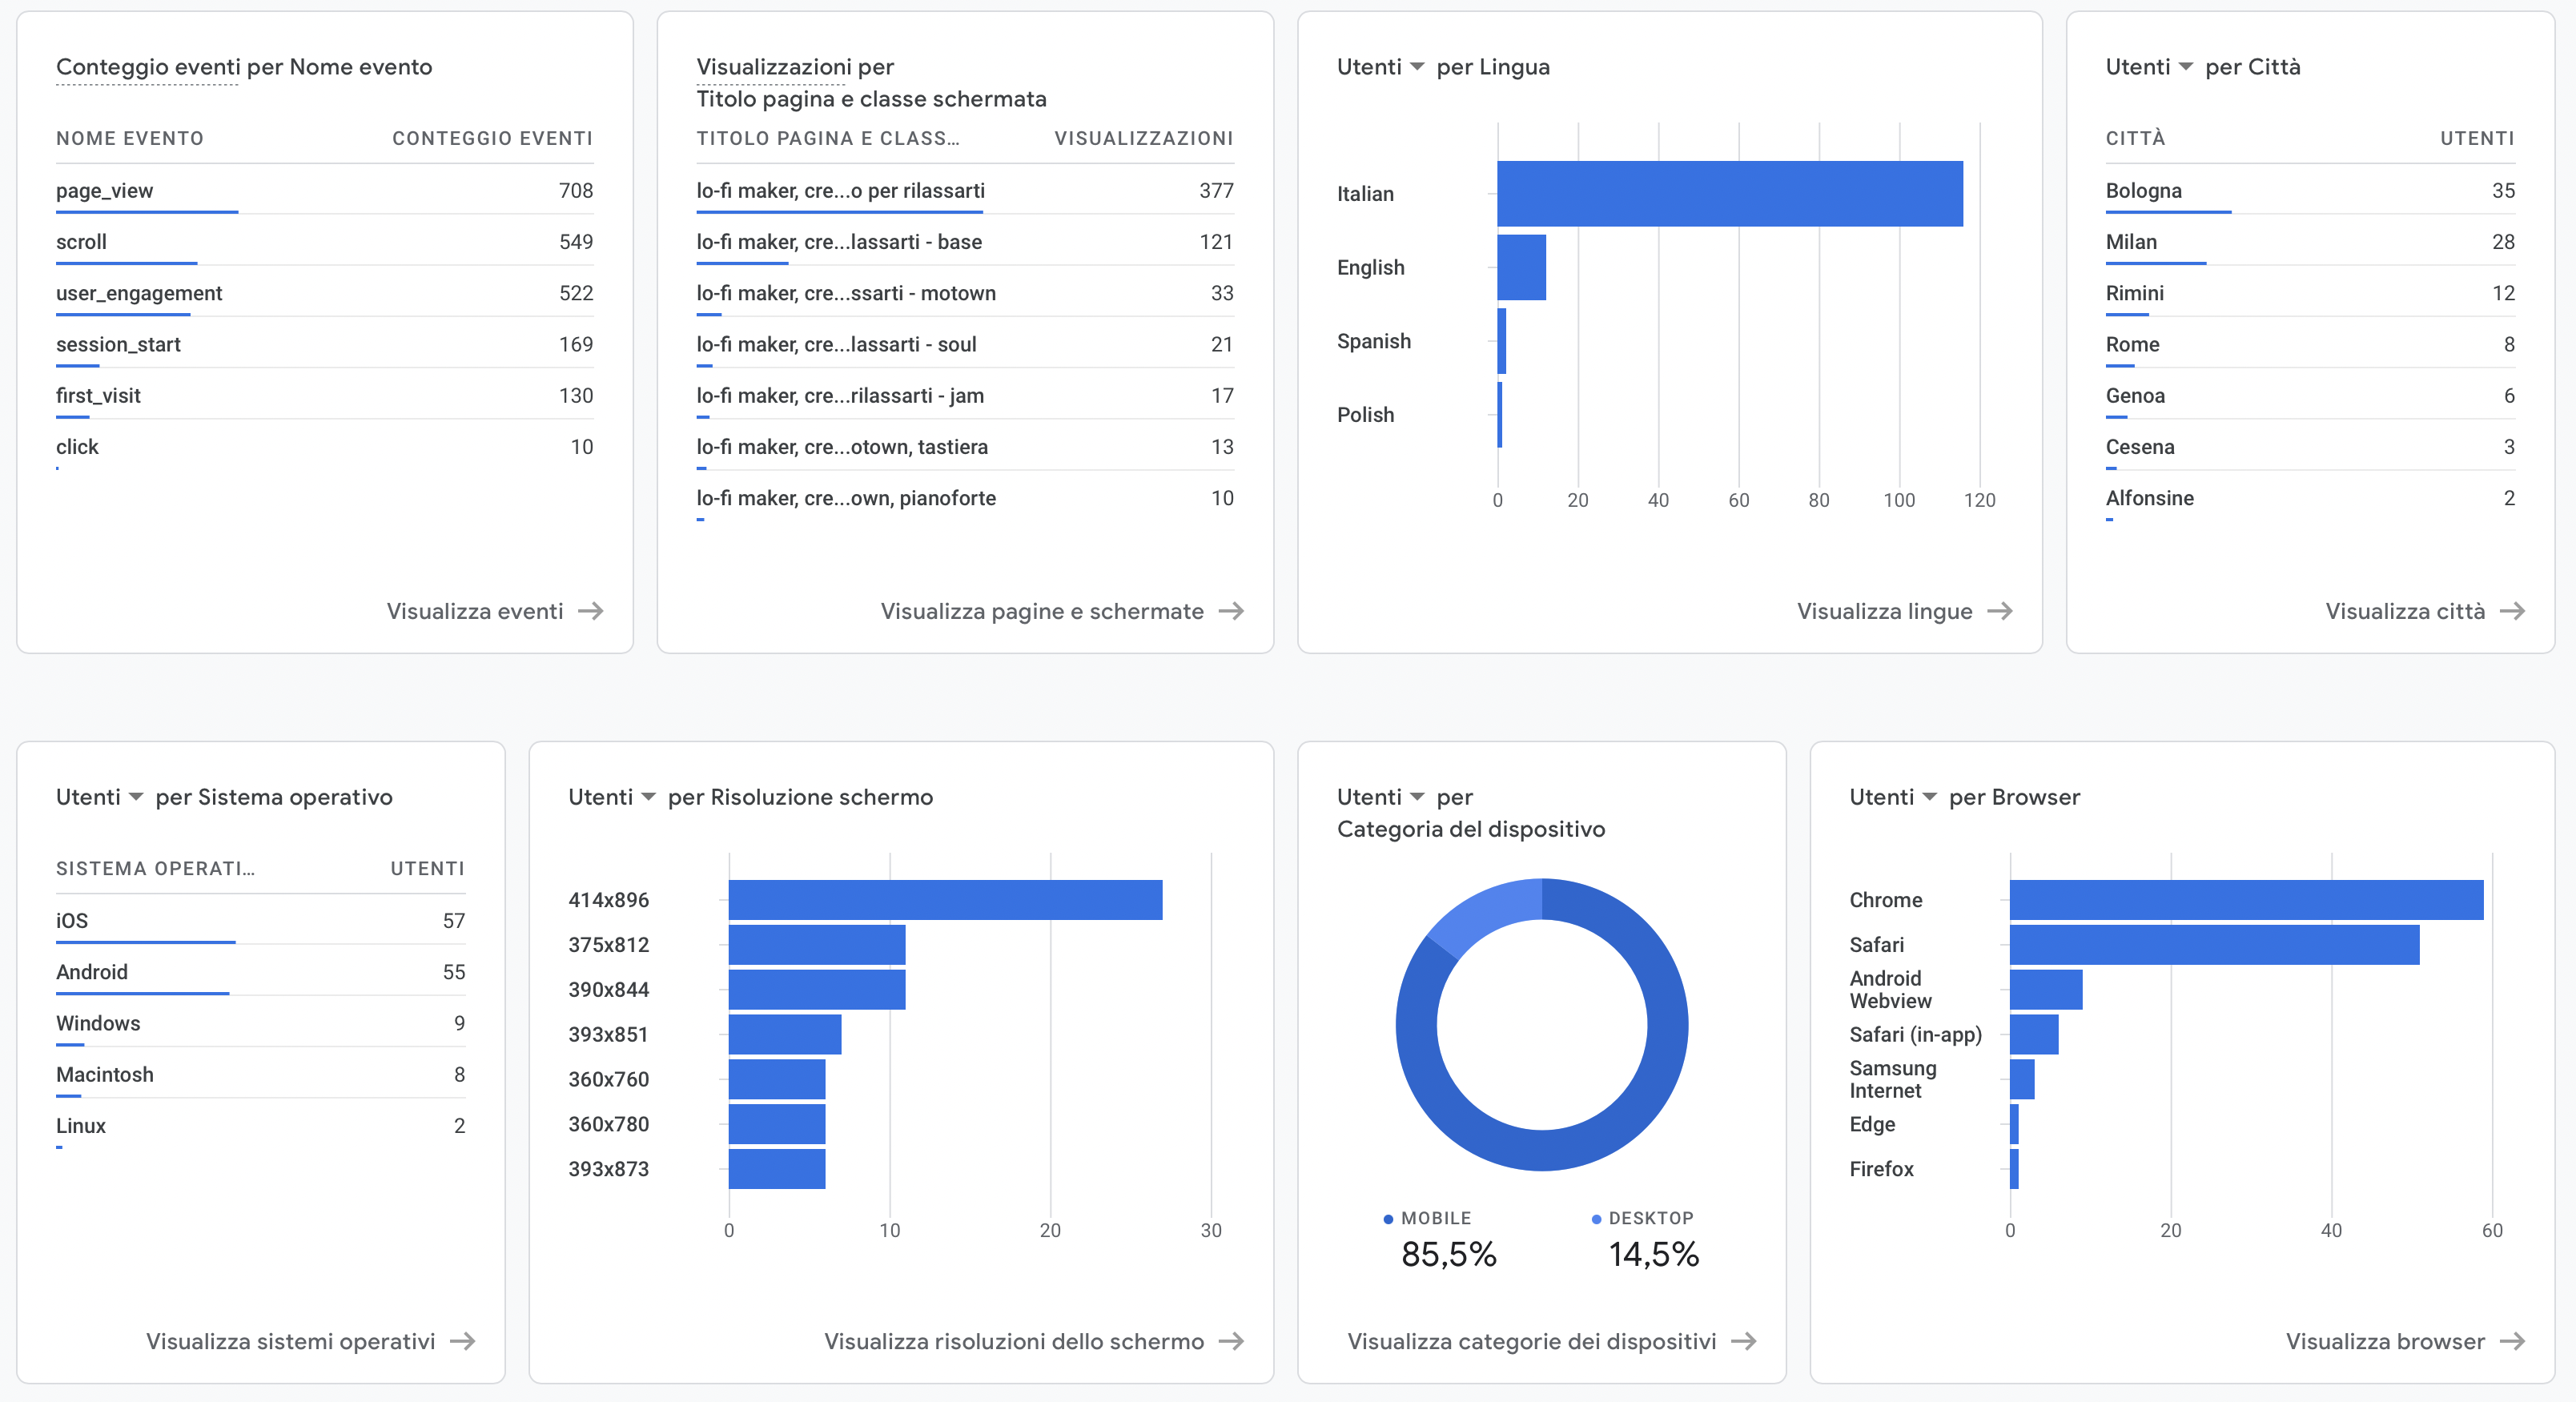 Conteggio eventi per Nome evento
NOME EVENTO CONTEGGIO EVENTI
page_view 708
scroll 549
user_engagement 522
session_start 169
first_visit 130
click 10
Visualizza eventi →
Visualizzazioni per
Titolo pagina e classe schermata
TITOLO PAGINA E CLASS… VISUALIZZAZIONI
lo-fi maker, cre...o per rilassarti 377
lo-fi maker, cre...lassarti - base 121
lo-fi maker, cre...ssarti - motown 33
lo-fi maker, cre...lassarti - soul 21
lo-fi maker, cre...rilassarti - jam 17
lo-fi maker, cre...otown, tastiera 13
lo-fi maker, cre...own, pianoforte 10
Visualizza pagine e schermate →
Utenti per Lingua
Italian
English
Spanish
Polish
0 20 40 60 80 100 120
Visualizza lingue →
Utenti per Città
CITTÀ UTENTI
Bologna 35
Milan 28
Rimini 12
Rome 8
Genoa 6
Cesena 3
Alfonsine 2
Visualizza città →
Utenti per Sistema operativo
SISTEMA OPERATI… UTENTI
iOS 57
Android 55
Windows 9
Macintosh 8
Linux 2
Visualizza sistemi operativi →
Utenti per Risoluzione schermo
414x896
375x812
390x844
393x851
360x760
360x780
393x873
0 10 20 30
Visualizza risoluzioni dello schermo →
Utenti per
Categoria del dispositivo
MOBILE DESKTOP
85,5% 14,5%
Visualizza categorie dei dispositivi →
Utenti per Browser
Chrome
Safari
Android
Webview
Safari (in-app)
Samsung
Internet
Edge
Firefox
0 20 40 60
Visualizza browser →